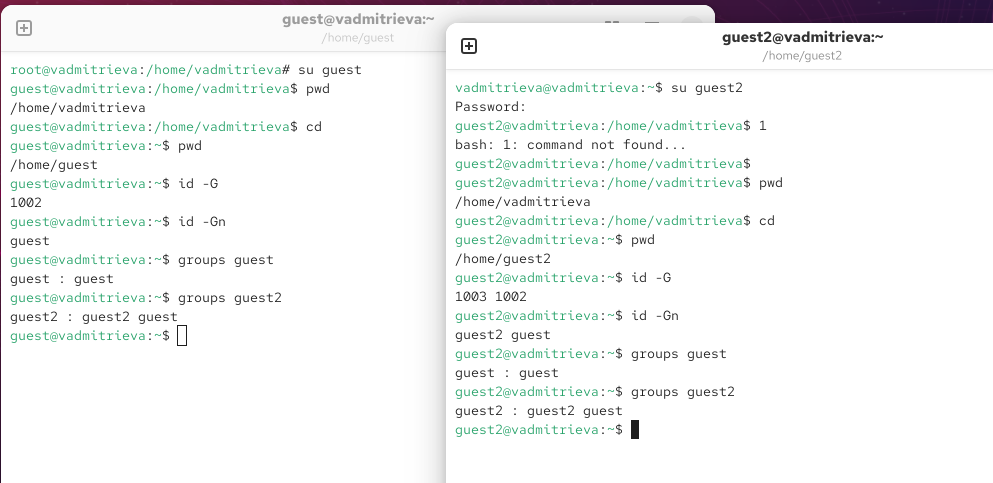 guest@vadmitrieva:~
/home/guest
root@vadmitrieva:/home/vadmitrieva# su guest
guest@vadmitrieva:/home/vadmitrieva$ pwd
/home/vadmitrieva
guest@vadmitrieva:/home/vadmitrieva$ cd
guest@vadmitrieva:~$ pwd
/home/guest
guest@vadmitrieva:~$ id -G
1002
guest@vadmitrieva:~$ id -Gn
guest
guest@vadmitrieva:~$ groups guest
guest : guest
guest@vadmitrieva:~$ groups guest2
guest2 : guest2 guest
guest@vadmitrieva:~$
guest2@vadmitrieva:~
/home/guest2
vadmitrieva@vadmitrieva:~$ su guest2
Password:
guest2@vadmitrieva:/home/vadmitrieva$ 1
bash: 1: command not found...
guest2@vadmitrieva:/home/vadmitrieva$
guest2@vadmitrieva:/home/vadmitrieva$ pwd
/home/vadmitrieva
guest2@vadmitrieva:/home/vadmitrieva$ cd
guest2@vadmitrieva:~$ pwd
/home/guest2
guest2@vadmitrieva:~$ id -G
1003 1002
guest2@vadmitrieva:~$ id -Gn
guest2 guest
guest2@vadmitrieva:~$ groups guest
guest : guest
guest2@vadmitrieva:~$ groups guest2
guest2 : guest2 guest
guest2@vadmitrieva:~$